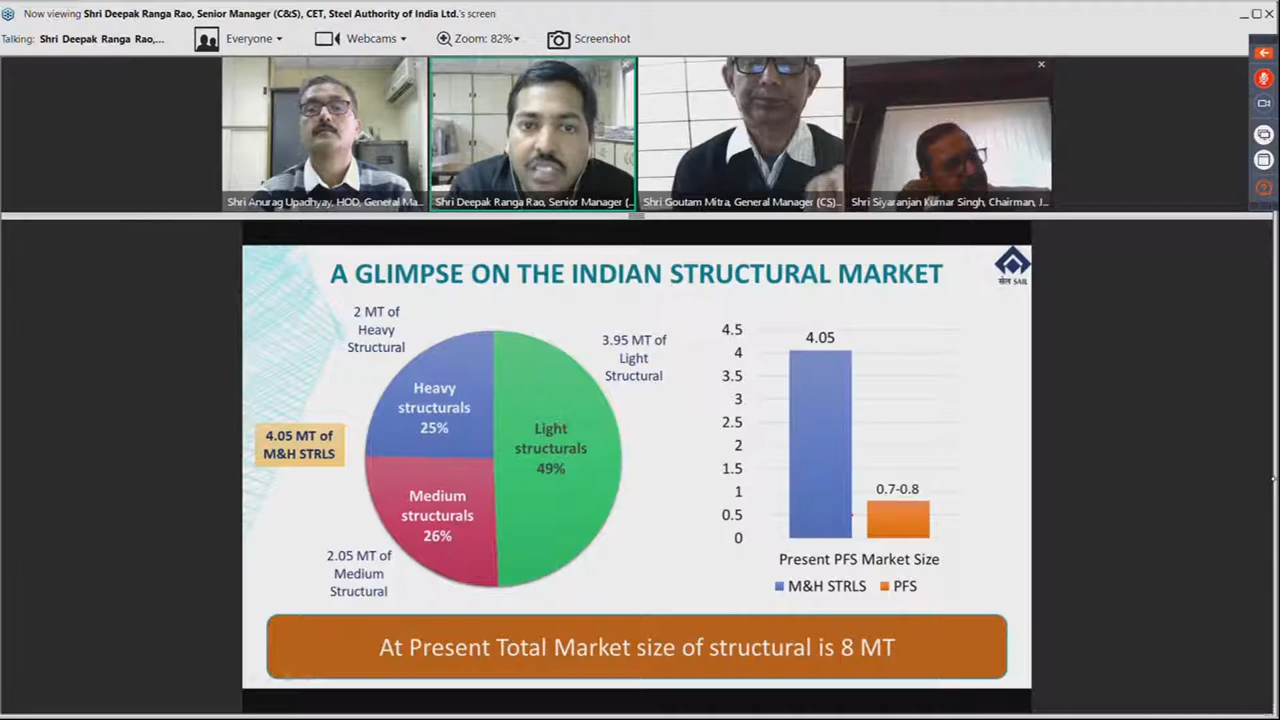 Now viewing Shri Deepak Ranga Rao, Senior Manager (C&S), CET, Steel Authority of India Ltd.'s screen
Talking: Shri Deepak Ranga Rao,...
Everyone
Webcams
Zoom: 82%
Screenshot
Shri Anurag Upadhyay, HOD, General Ma...
Shri Deepak Ranga Rao, Senior Manager (...
Shri Goutam Mitra, General Manager (CS)...
Shri Siyaranjan Kumar Singh, Chairman, J...
A GLIMPSE ON THE INDIAN STRUCTURAL MARKET
सेल SAIL
2 MT of
Heavy
Structural
3.95 MT of
Light
Structural
Heavy
structurals
25%
Light
structurals
49%
4.05 MT of
M&H STRLS
Medium
structurals
26%
2.05 MT of
Medium
Structural
4.5
4
3.5
3
2.5
2
1.5
1
0.5
0
4.05
0.7-0.8
Present PFS Market Size
M&H STRLS PFS
At Present Total Market size of structural is 8 MT